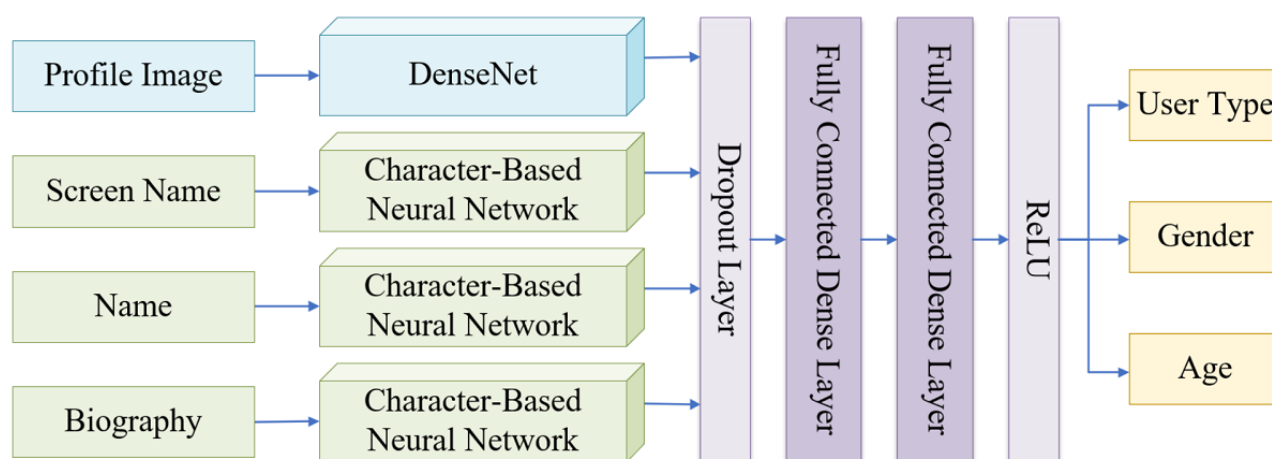 Profile Image
DenseNet
Screen Name
Character-Based
Neural Network
Name
Character-Based
Neural Network
Biography
Character-Based
Neural Network
Dropout Layer
Fully Connected Dense Layer
Fully Connected Dense Layer
ReLU
User Type
Gender
Age